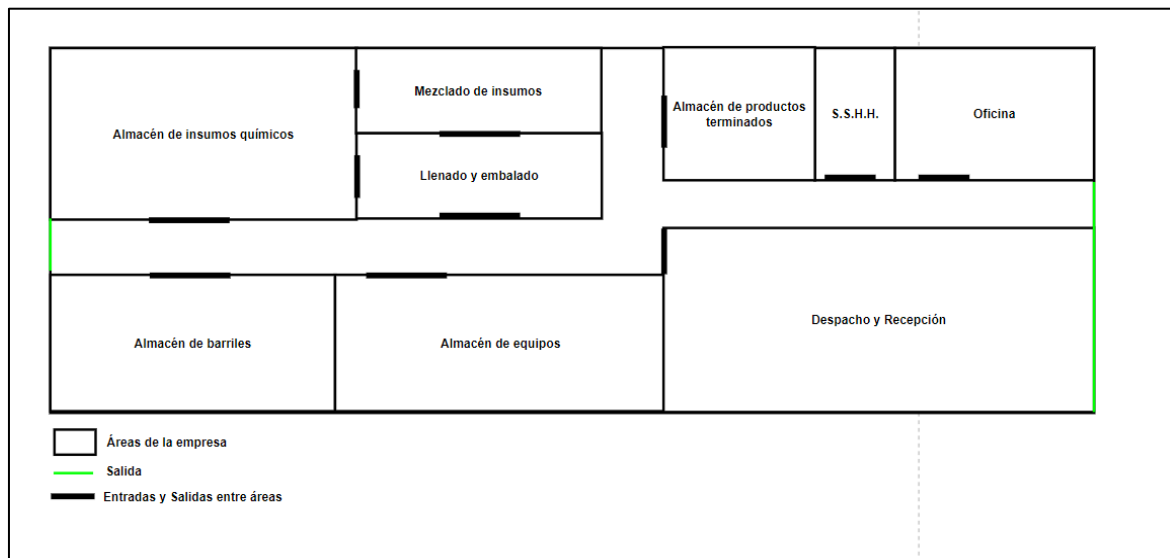 Almacén de insumos químicos
Mezclado de insumos
Llenado y embalado
Almacén de productos
terminados
S.S.H.H.
Oficina
Almacén de barriles
Almacén de equipos
Despacho y Recepción
Áreas de la empresa
Salida
Entradas y Salidas entre áreas